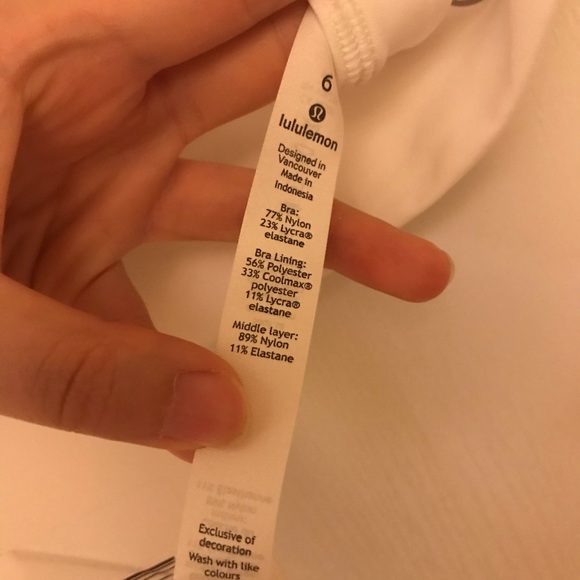 6
lululemon
Designed in
Vancouver
Made in
Indonesia
Bra:
77% Nylon
23% Lycra®
elastane
Bra Lining:
56% Polyester
33% Coolmax®
polyester
11% Lycra®
elastane
Middle layer:
89% Nylon
11% Elastane
Exclusive of
decoration
Wash with like
colours